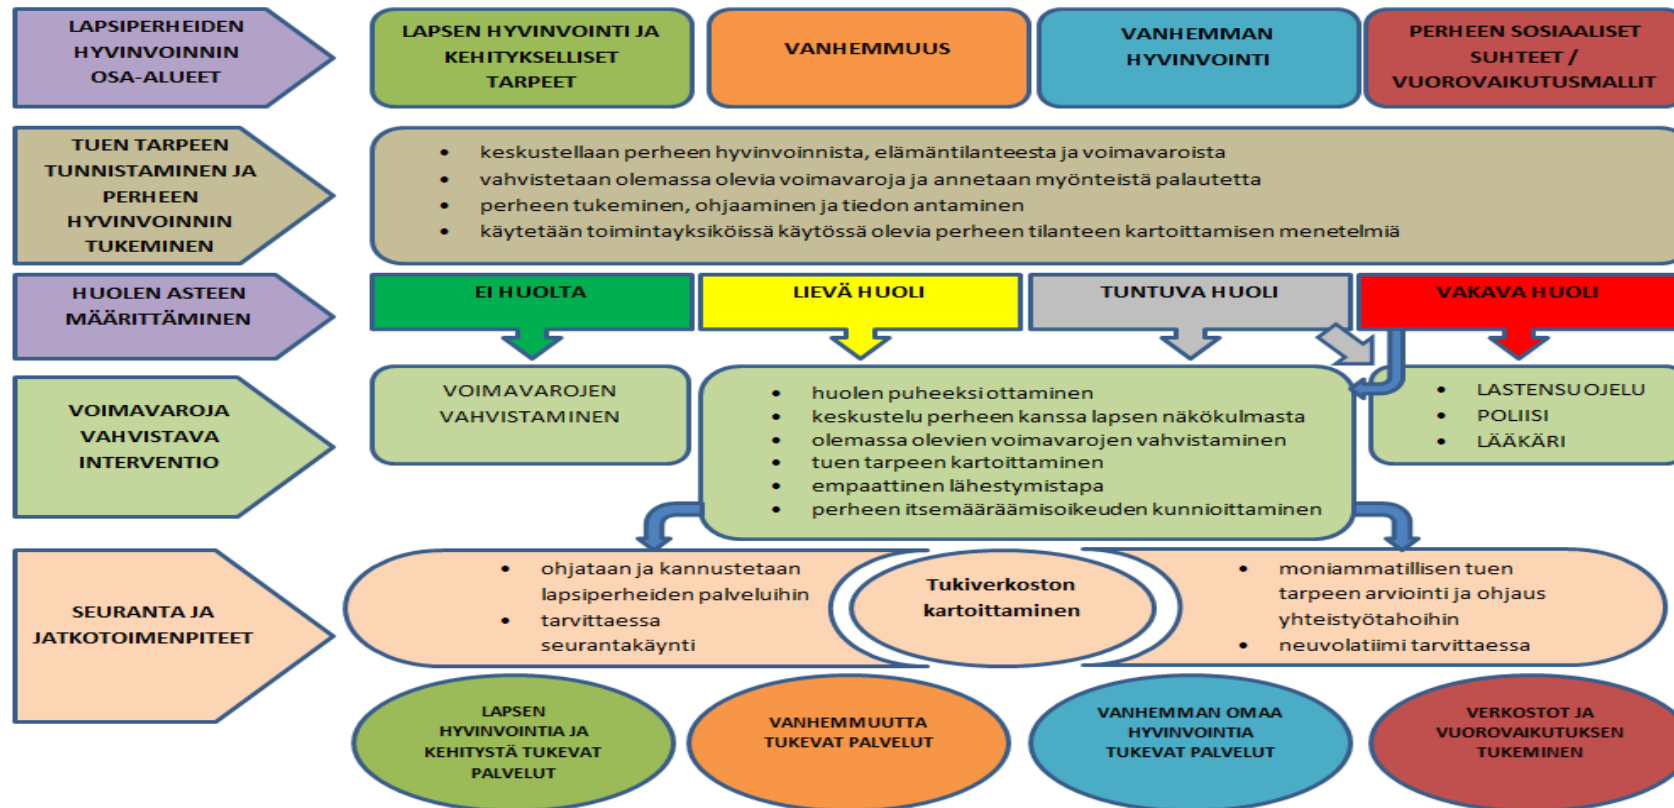 LAPSIPERHEIDEN
HYVINVOINNIN
OSA-ALUEET
LAPSEN HYVINVOINTI JA
KEHITYKSELLISET
TARPEET
VANHEMMUUS
VANHEMMAN
HYVINVOINTI
PERHEEN SOSIAALISET
SUHTEET /
VUOROVAIKUTUSMALLIT
TUEN TARPEEN
TUNNISTAMINEN JA
PERHEEN
HYVINVOINNIN
TUKEMINEN
• keskustellaan perheen hyvinvoinnista, elämäntilanteesta ja voimavaroista
• vahvistetaan olemassa olevia voimavaroja ja annetaan myönteistä palautetta
• perheen tukeminen, ohjaaminen ja tiedon antaminen
• käytetään toimintayksiköissä käytössä olevia perheen tilanteen kartoittamisen menetelmiä
HUOLEN ASTEEN
MÄÄRITTÄMINEN
EI HUOLTA
LIEVÄ HUOLI
TUNTUVA HUOLI
VAKAVA HUOLI
VOIMAVAROJA
VAHVISTAVA
INTERVENTIO
VOIMAVAROJEN
VAHVISTAMINEN
• huolen puheeksi ottaminen
• keskustelu perheen kanssa lapsen näkökulmasta
• olemassa olevien voimavarojen vahvistaminen
• tuen tarpeen kartoittaminen
• empaattinen lähestymistapa
• perheen itsemääräämisoikeuden kunnioittaminen
• LASTENSUOJELU
• POLIISI
• LÄÄKÄRI
SEURANTA JA
JATKOTOIMENPITEET
• ohjataan ja kannustetaan
lapsiperheiden palveluihin
• tarvittaessa
seurantakäynti
Tukiverkoston
kartoittaminen
• moniammatillisen tuen
tarpeen arviointi ja ohjaus
yhteistyötahoihin
• neuvolatiimi tarvittaessa
LAPSEN
HYVINVOINTIA JA
KEHITYSTÄ TUKEVAT
PALVELUT
VANHEMMUUTTA
TUKEVAT PALVELUT
VANHEMMAN OMAA
HYVINVOINTIA
TUKEVAT PALVELUT
VERKOSTOT JA
VUOROVAIKUTUKSEN
TUKEMINEN